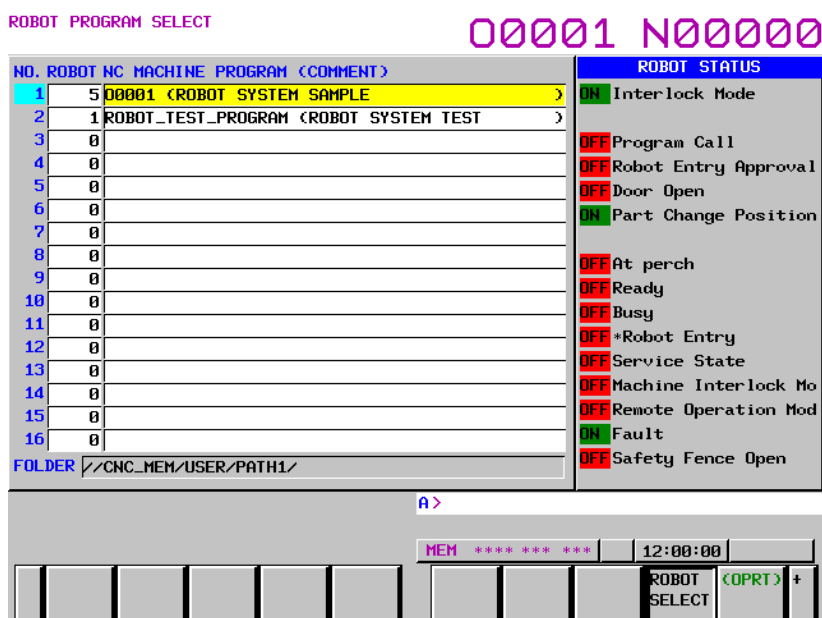 ROBOT PROGRAM SELECT
O0001 N00000
NO. ROBOT NC MACHINE PROGRAM (COMMENT)
1 5 O0001 (ROBOT SYSTEM SAMPLE )
2 1 ROBOT_TEST_PROGRAM (ROBOT SYSTEM TEST )
3 0
4 0
5 0
6 0
7 0
8 0
9 0
10 0
11 0
12 0
13 0
14 0
15 0
16 0
FOLDER //CNC_MEM/USER/PATH1/
ROBOT STATUS
ON Interlock Mode
OFF Program Call
OFF Robot Entry Approval
OFF Door Open
ON Part Change Position
OFF At perch
OFF Ready
OFF Busy
OFF *Robot Entry
OFF Service State
OFF Machine Interlock Mo
OFF Remote Operation Mod
ON Fault
OFF Safety Fence Open
A>
MEM **** *** *** 12:00:00
ROBOT SELECT (OPRT) +